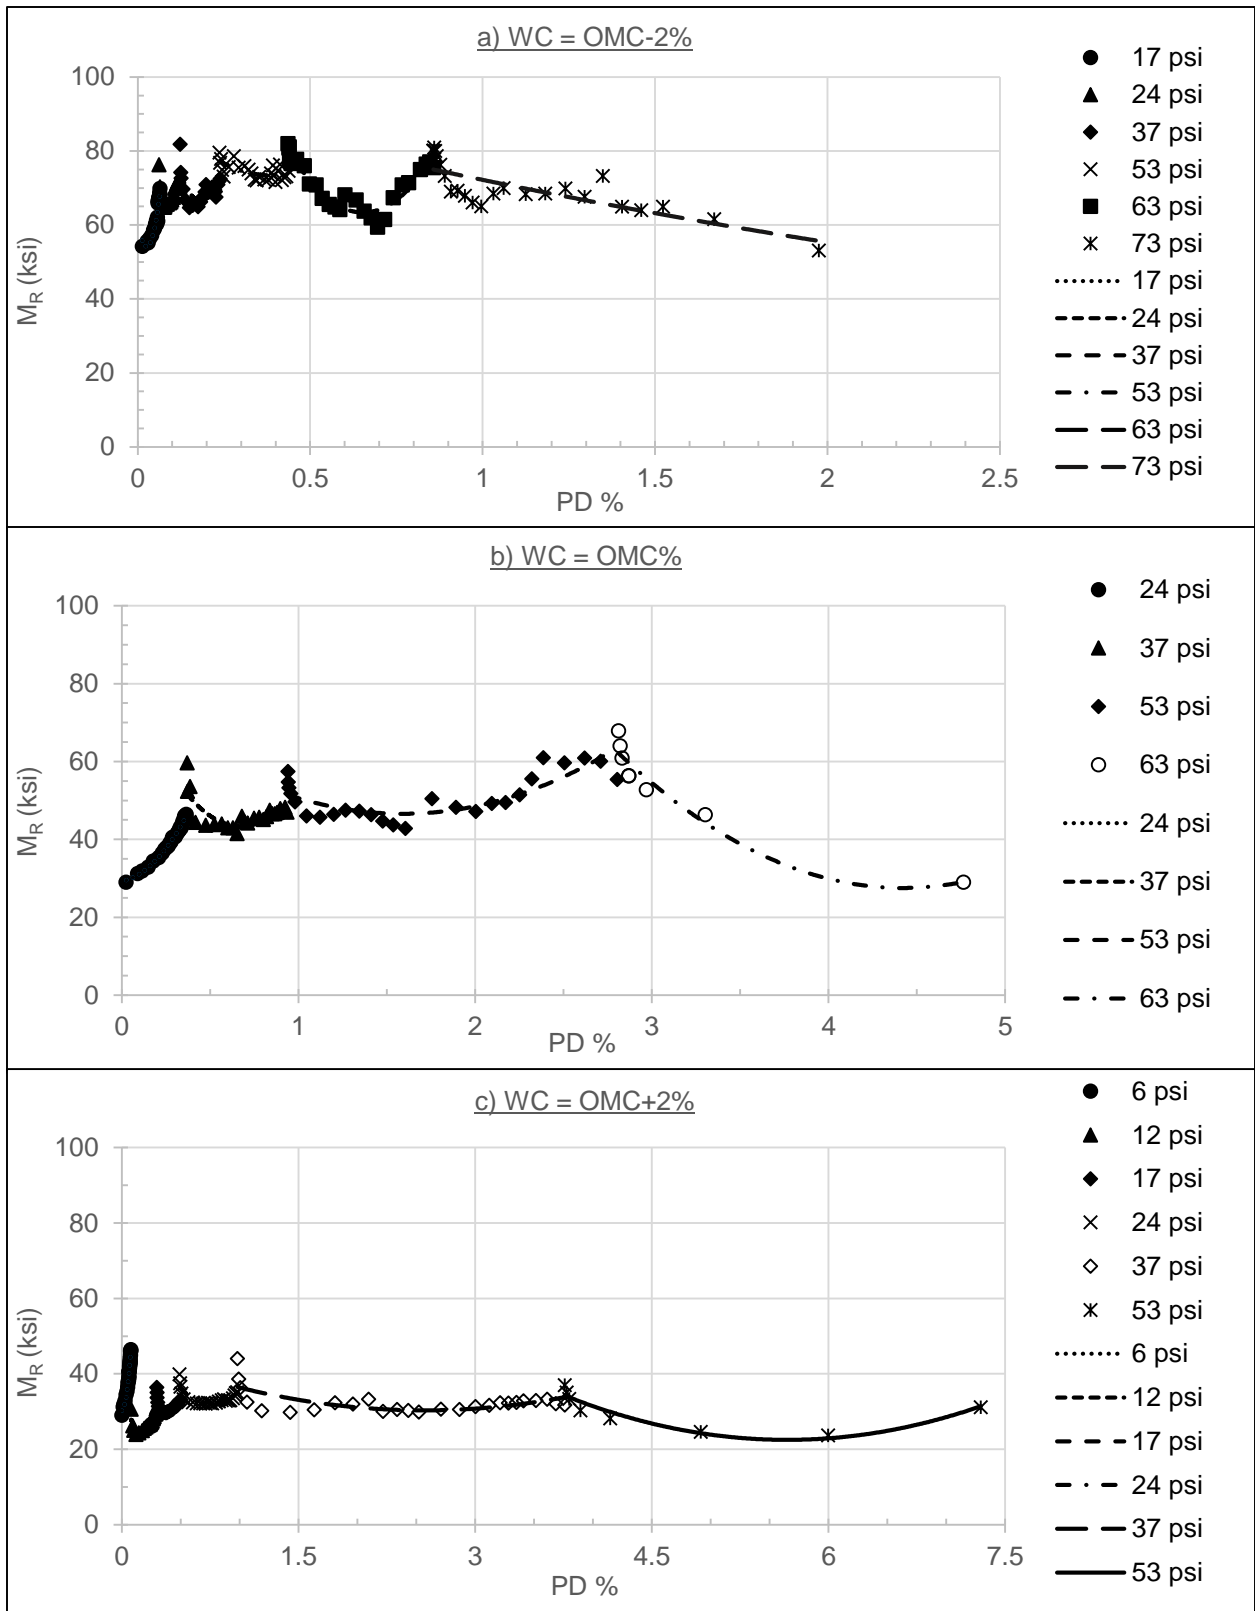 a) WC = OMC-2%
100
80
60
40
20
0
M_R (ksi)
0 0.5 1 1.5 2 2.5
PD %
17 psi
24 psi
37 psi
53 psi
63 psi
73 psi
17 psi
24 psi
37 psi
53 psi
63 psi
73 psi
b) WC = OMC%
100
80
60
40
20
0
M_R (ksi)
0 1 2 3 4 5
PD %
24 psi
37 psi
53 psi
63 psi
24 psi
37 psi
53 psi
63 psi
c) WC = OMC+2%
100
80
60
40
20
0
M_R (ksi)
0 1.5 3 4.5 6 7.5
PD %
6 psi
12 psi
17 psi
24 psi
37 psi
53 psi
6 psi
12 psi
17 psi
24 psi
37 psi
53 psi